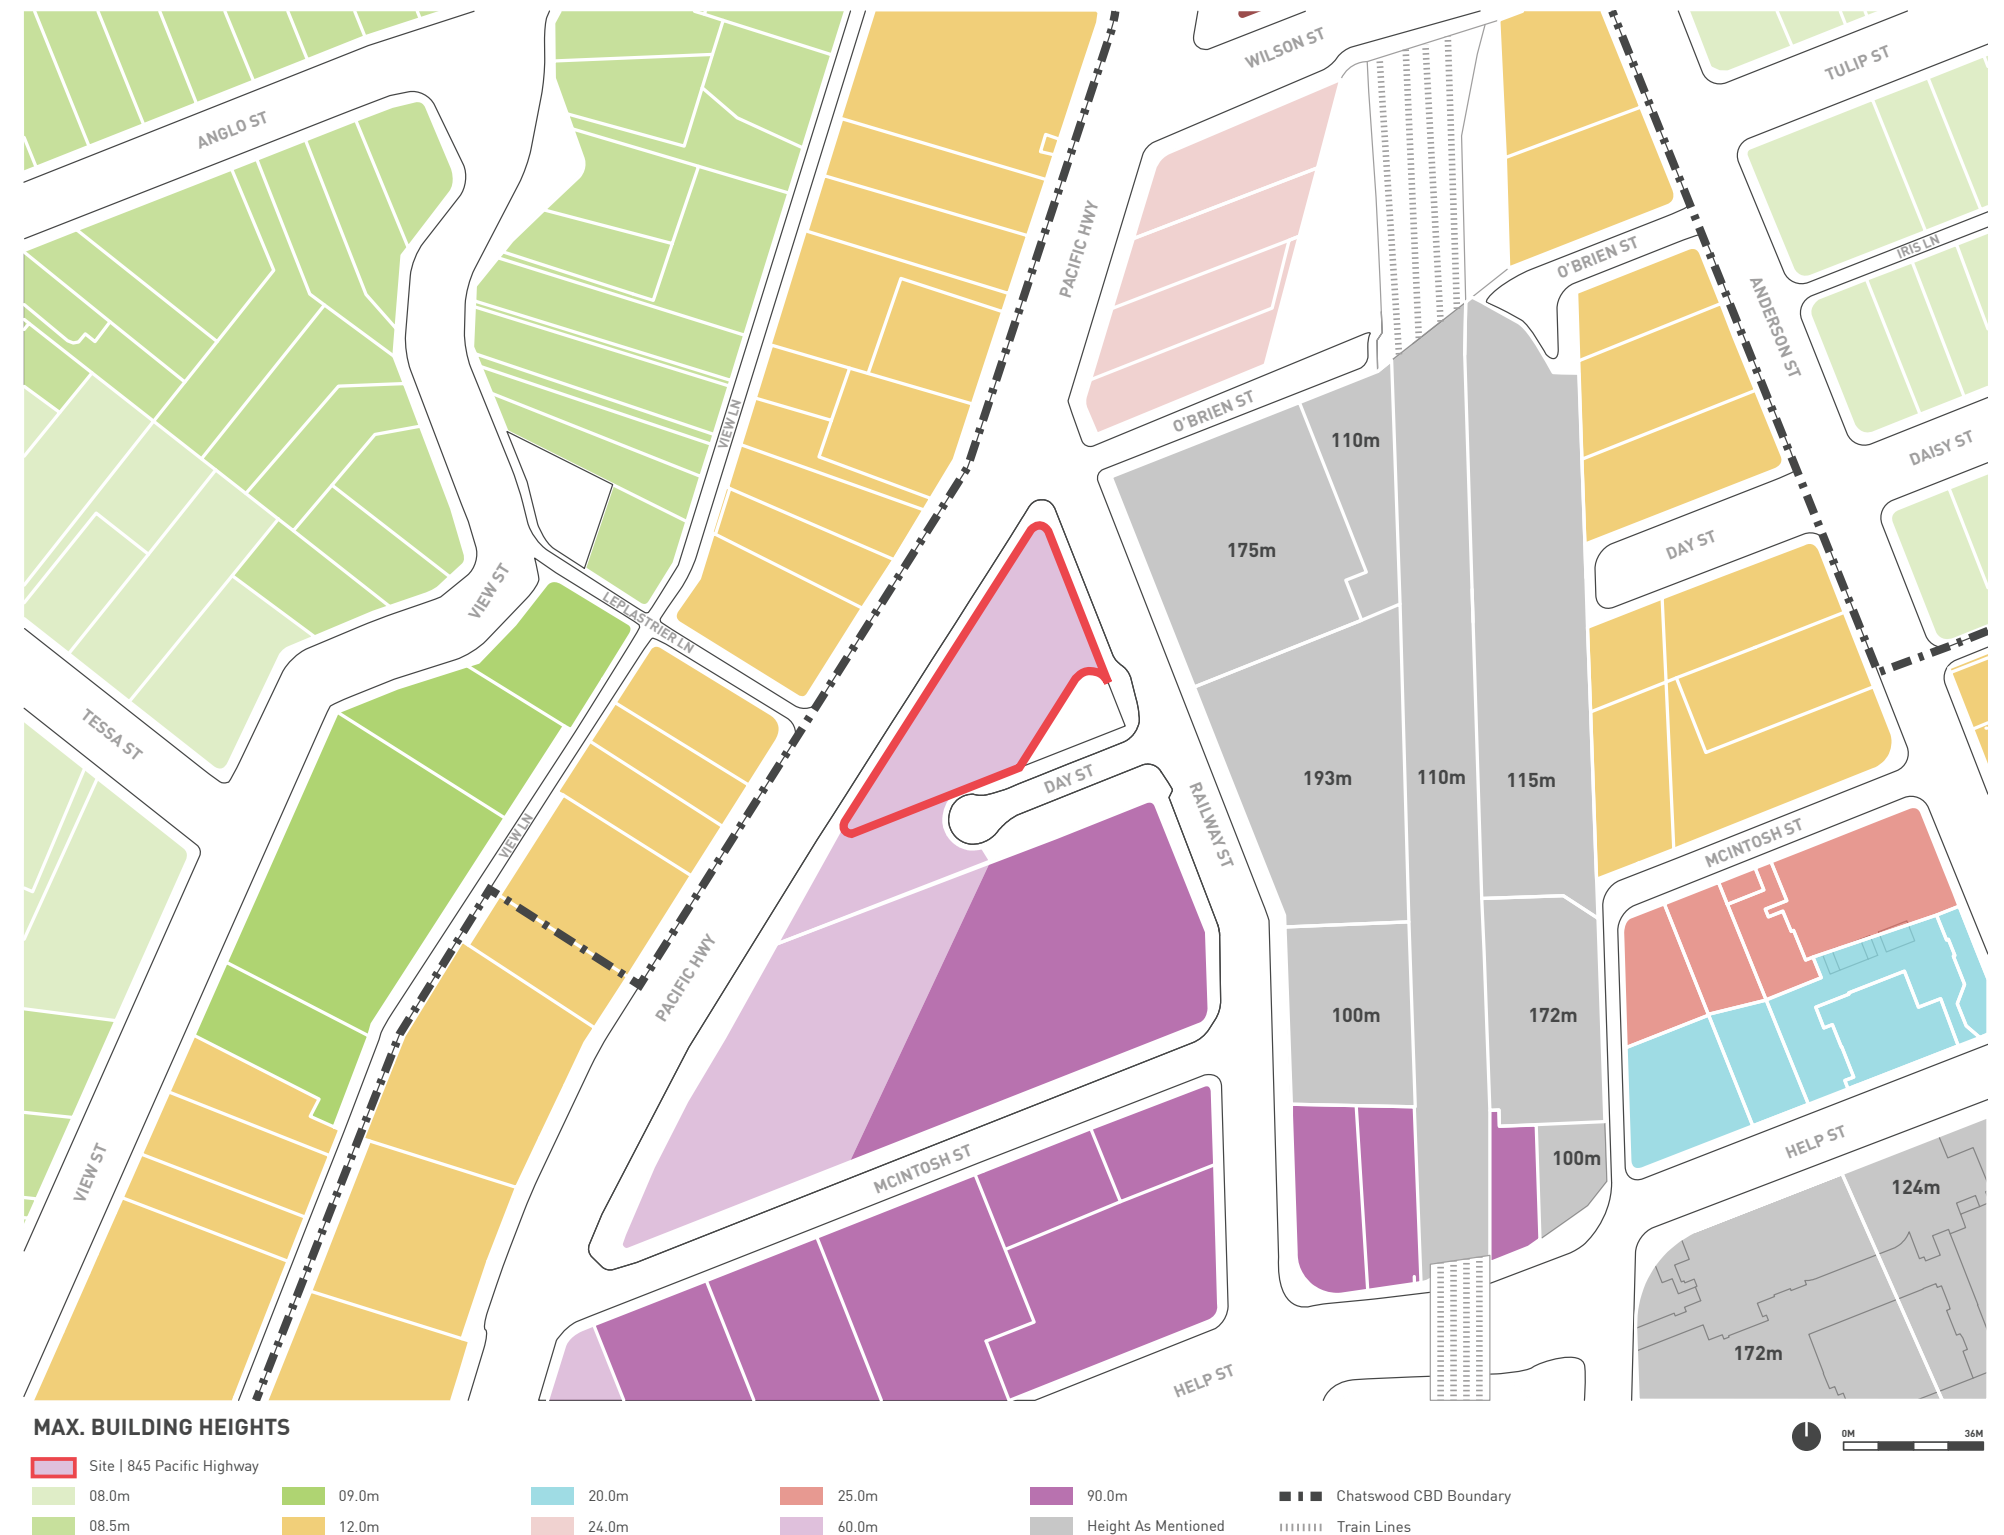 WILSON ST
TULIP ST
ANGLO ST
PACIFIC HWY
O'BRIEN ST
IRIS LN
ANDERSON ST
VIEW LN
O'BRIEN ST
110m
DAISY ST
175m
DAY ST
VIEW ST
LEPLASTRIER LN
TESSA ST
DAY ST
193m
110m
115m
RAILWAY ST
VIEW LN
MCINTOSH ST
PACIFIC HWY
100m
172m
VIEW ST
MCINTOSH ST
100m
HELP ST
124m
172m
HELP ST
MAX. BUILDING HEIGHTS
0M 36M
Site | 845 Pacific Highway
08.0m 09.0m 20.0m 25.0m 90.0m Chatswood CBD Boundary
08.5m 12.0m 24.0m 60.0m Height As Mentioned Train Lines